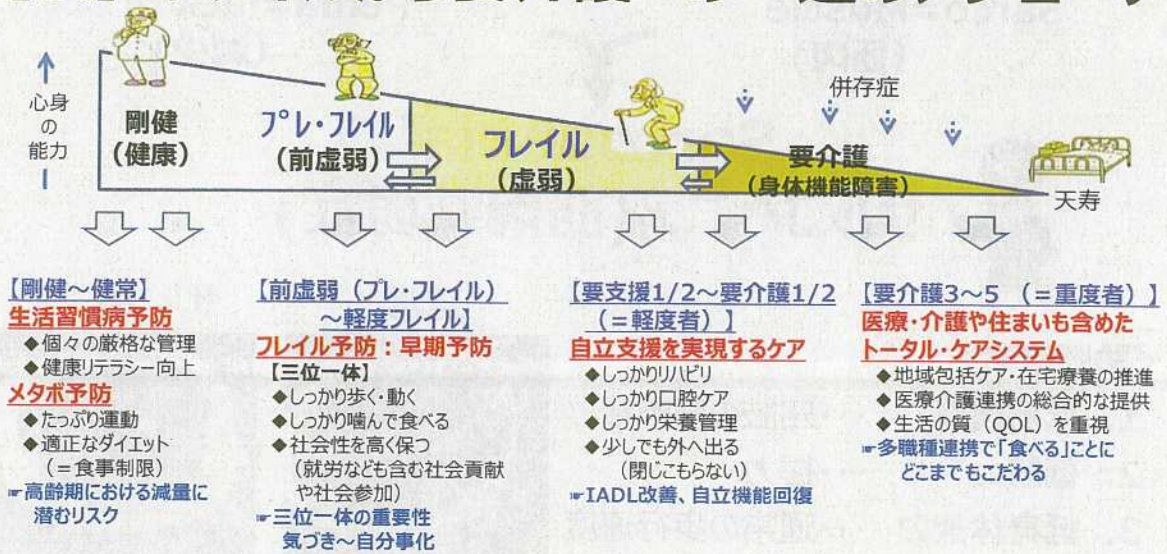 心身
の
能力
剛健
(健康)
プレ・フレイル
(前虚弱)
フレイル
(虚弱)
併存症
要介護
(身体機能障害)
天寿
【剛健~健常】
生活習慣病予防
◆個々の厳格な管理
◆健康リテラシー向上
メタボ予防
◆たっぷり運動
◆適正なダイエット
(=食事制限)
☞高齢期における減量に
潜むリスク
【前虚弱(プレ・フレイル)
~軽度フレイル】
フレイル予防:早期予防
【三位一体】
◆しっかり歩く・動く
◆しっかり噛んで食べる
◆社会性を高く保つ
(就労なども含む社会貢献
や社会参加)
☞三位一体の重要性
気づき~自分事化
【要支援1/2~要介護1/2
(=軽度者)】
自立支援を実現するケア
◆しっかりリハビリ
◆しっかり口腔ケア
◆しっかり栄養管理
◆少しでも外へ出る
(閉じこもらない)
☞IADL改善、自立機能回復
【要介護3~5 (=重度者)】
医療・介護や住まいも含めた
トータル・ケアシステム
◆地域包括ケア・在宅療養の推進
◆医療介護連携の総合的な提供
◆生活の質(QOL)を重視
☞多職種連携で「食べる」ことに
どこまでもこだわる